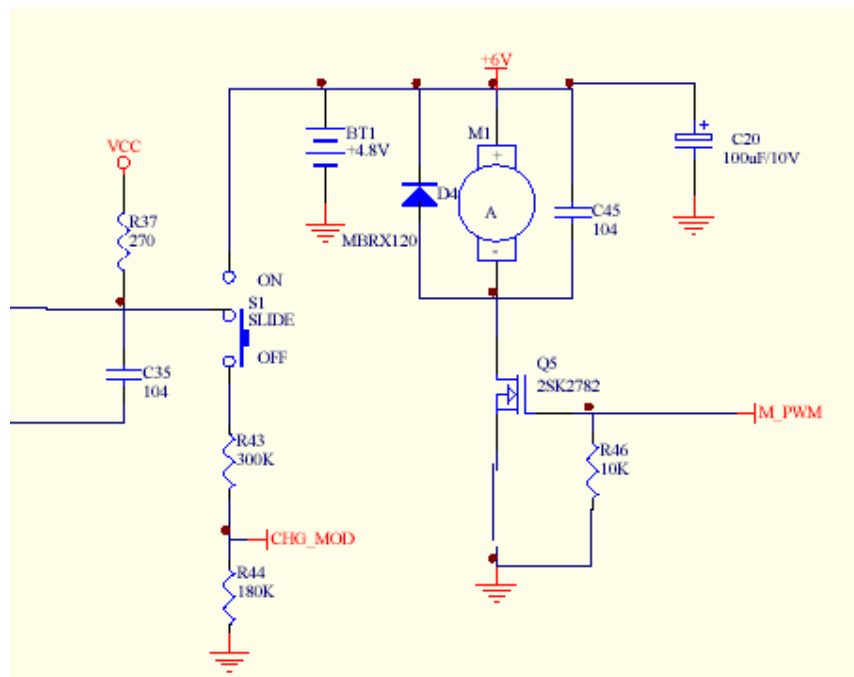 +6V
BT1
+4.8V
M1
+
C20
100uF/10V
VCC
R37
270
D4
A
C45
104
MBRX120
-
ON
S1
SLIDE
OFF
C35
104
Q5
2SK2782
M_PWM
R46
10K
R43
300K
CHG_MOD
R44
180K